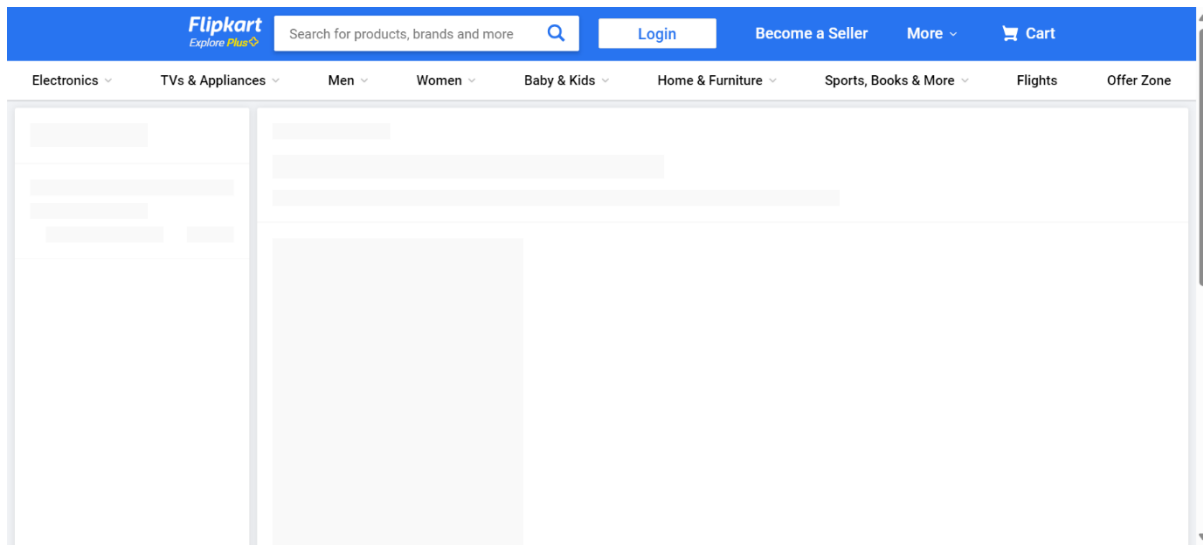 Flipkart
Explore Plus
Search for products, brands and more
Login
Become a Seller
More
Cart
Electronics
TVs & Appliances
Men
Women
Baby & Kids
Home & Furniture
Sports, Books & More
Flights
Offer Zone